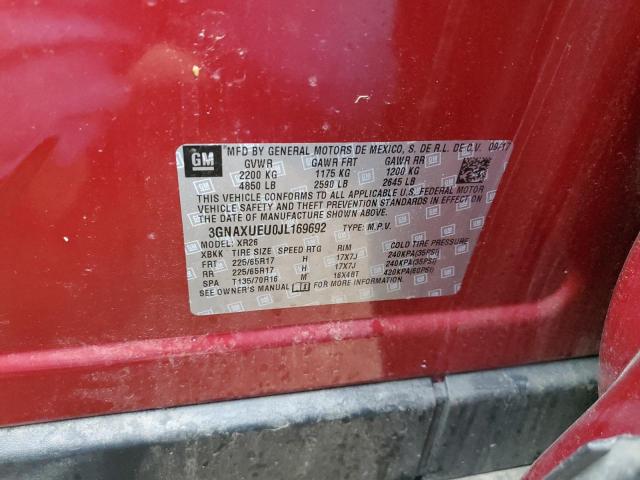 GM
MFD BY GENERAL MOTORS DE MEXICO, S. DE R.L. DE C.V. 09/17
GVWR GAWR FRT GAWR RR
2200 KG 1175 KG 1200 KG
4850 LB 2590 LB 2645 LB
THIS VEHICLE CONFORMS TO ALL APPLICABLE U.S. FEDERAL MOTOR
VEHICLE SAFETY AND THEFT PREVENTION STANDARDS IN EFFECT ON
THE DATE OF MANUFACTURE SHOWN ABOVE.
3GNAXUEU0JL169692 TYPE: M.P.V.
MODEL: XR26
XBKK TIRE SIZE SPEED RTG RIM COLD TIRE PRESSURE
FRT 225/65R17 H 17X7J 240KPA(35PSI)
RR 225/65R17 H 17X7J 240KPA(35PSI)
SPA T135/70R16 M 16X4BT 420KPA(60PSI)
SEE OWNER'S MANUAL FOR MORE INFORMATION.